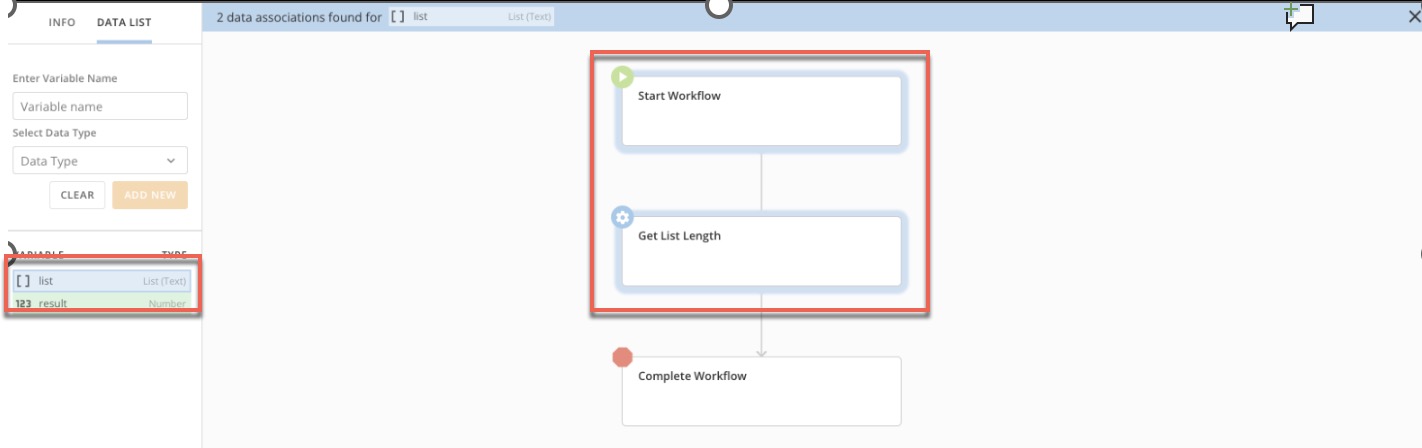 INFO DATA LIST
2 data associations found for [ ] list List (Text)
Enter Variable Name
Variable name
Select Data Type
Data Type
CLEAR ADD NEW
VARIABLE TYPE
[ ] list List (Text)
123 result Number
Start Workflow
Get List Length
Complete Workflow